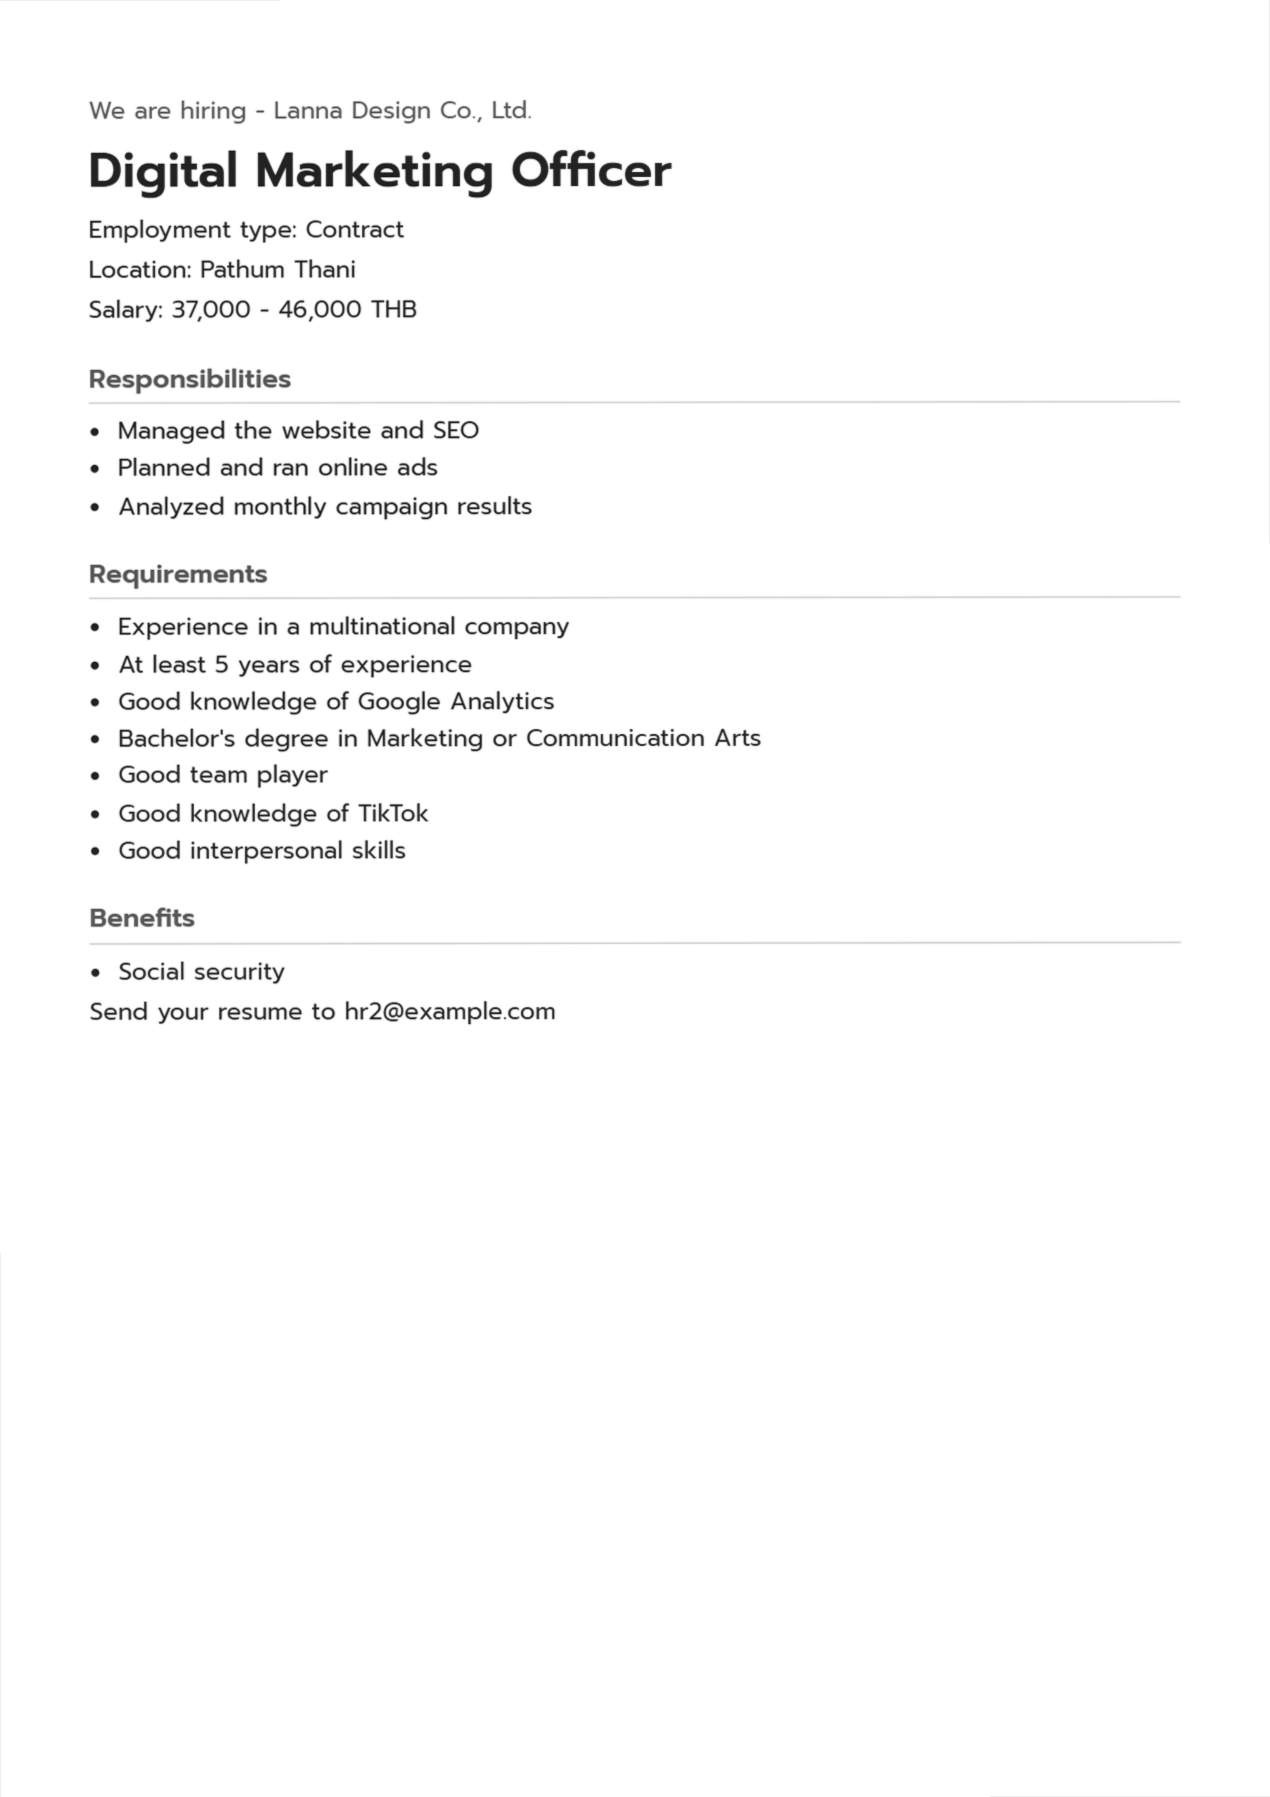 We are hiring - Lanna Design Co., Ltd.
Digital Marketing Officer
Employment type: Contract
Location: Pathum Thani
Salary: 37,000 - 46,000 THB
Responsibilities
• Managed the website and SEO
• Planned and ran online ads
• Analyzed monthly campaign results
Requirements
• Experience in a multinational company
• At least 5 years of experience
• Good knowledge of Google Analytics
• Bachelor's degree in Marketing or Communication Arts
• Good team player
• Good knowledge of TikTok
• Good interpersonal skills
Benefits
• Social security
Send your resume to hr2@example.com